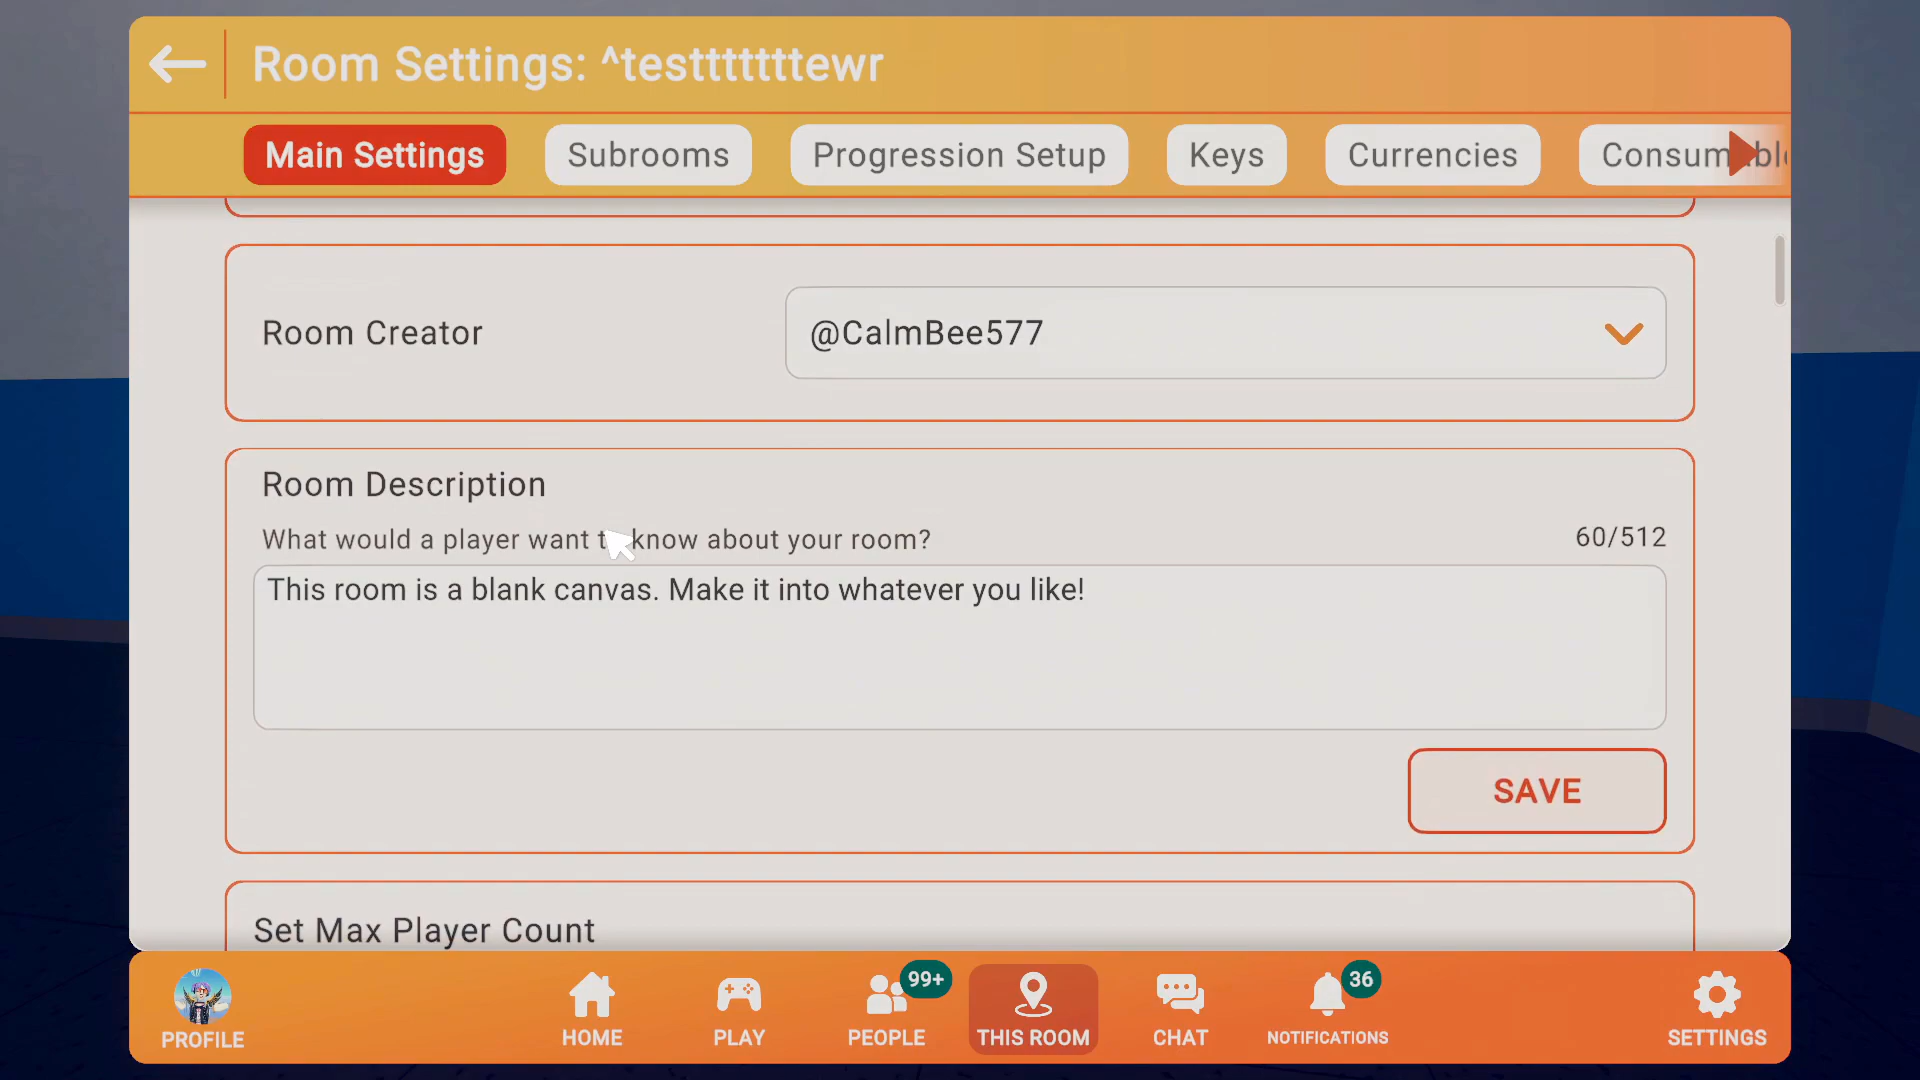 Room Settings: ^testtttttttewr
Main Settings
Subrooms
Progression Setup
Keys
Currencies
Room Creator
@CalmBee577
Room Description
What would a player want to know about your room?
60/512
This room is a blank canvas. Make it into whatever you like!
SAVE
Set Max Player Count
99+
36
PROFILE
HOME
PLAY
PEOPLE
THIS ROOM
CHAT
NOTIFICATIONS
SETTINGS